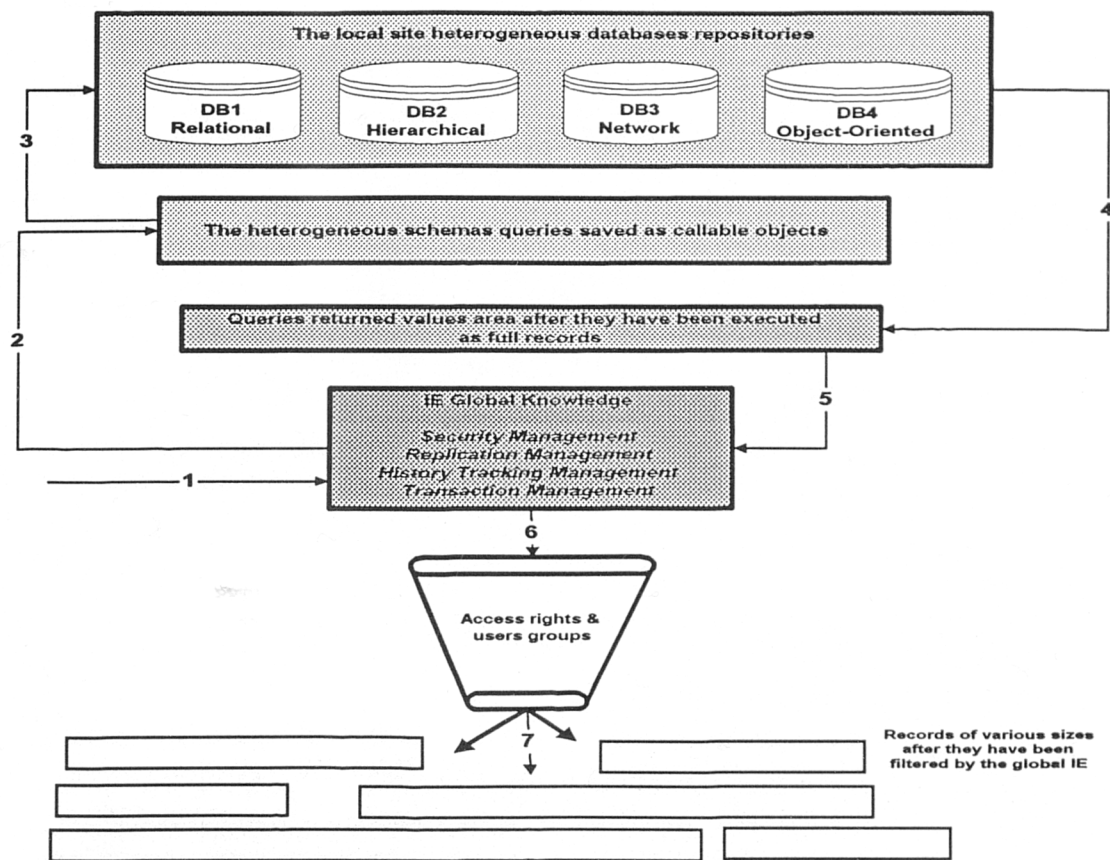 The local site heterogeneous databases repositories
DB1
Relational
DB2
Hierarchical
DB3
Network
DB4
Object-Oriented
3
4
The heterogeneous schemas queries saved as callable objects
2
Queries returned values area after they have been executed
as full records
5
IE Global Knowledge
Security Management
Replication Management
History Tracking Management
Transaction Management
1
6
Access rights &
users groups
7
Records of various sizes
after they have been
filtered by the global IE